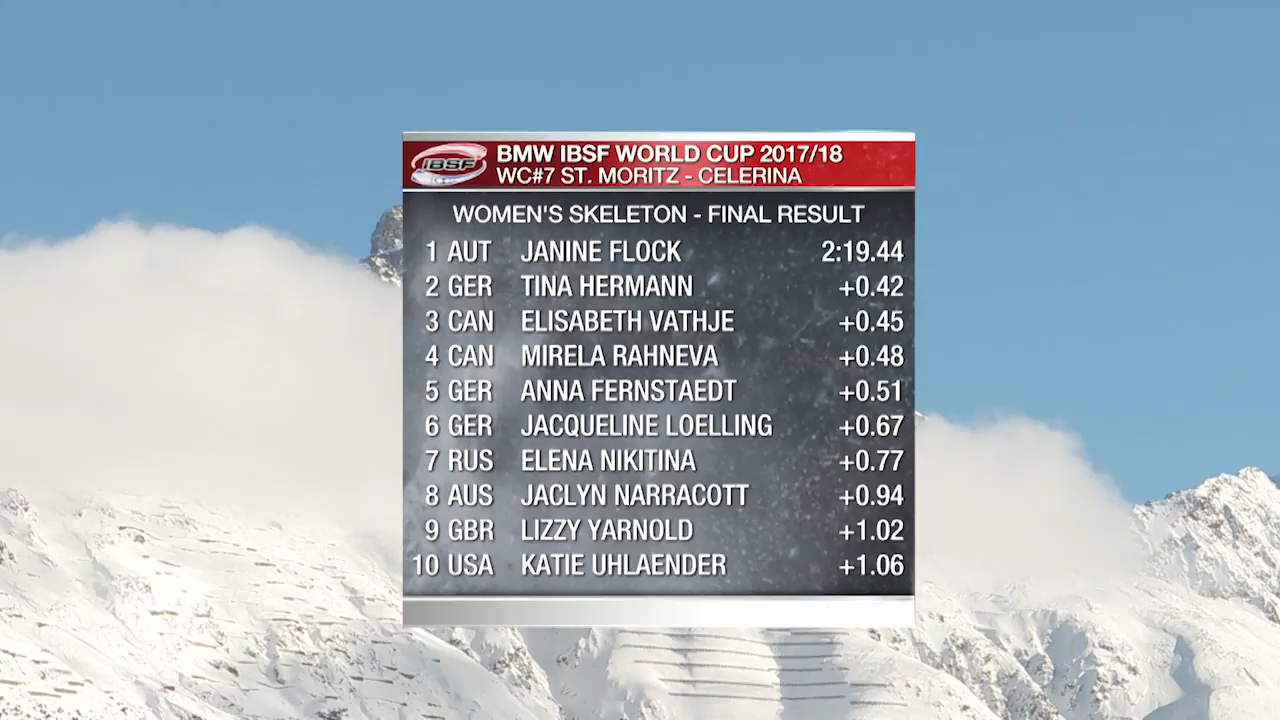 IBSF
BMW IBSF WORLD CUP 2017/18
WC#7 ST. MORITZ - CELERINA
WOMEN'S SKELETON - FINAL RESULT
1 AUT JANINE FLOCK 2:19.44
2 GER TINA HERMANN +0.42
3 CAN ELISABETH VATHJE +0.45
4 CAN MIRELA RAHNEVA +0.48
5 GER ANNA FERNSTAEDT +0.51
6 GER JACQUELINE LOELLING +0.67
7 RUS ELENA NIKITINA +0.77
8 AUS JACLYN NARRACOTT +0.94
9 GBR LIZZY YARNOLD +1.02
10 USA KATIE UHLAENDER +1.06